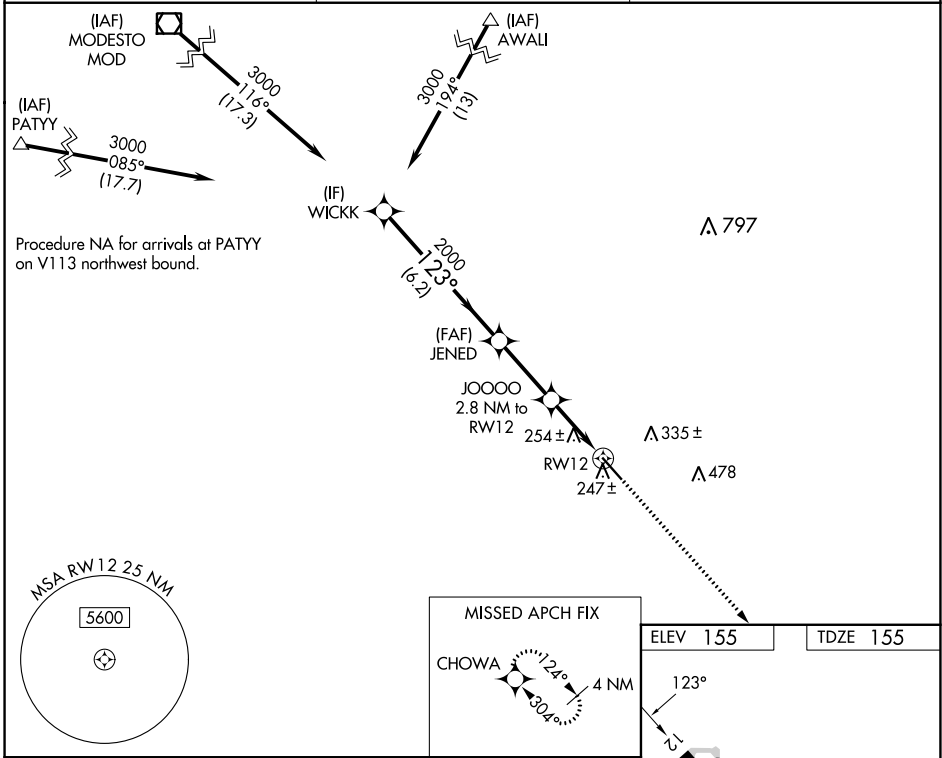 (IAF)
MODESTO
MOD
(IAF)
AWALI
3000
116°
(17.3)
3000
194°
(13)
(IAF)
PATYY
3000
085°
(17.7)
(IF)
WICKK
797
Procedure NA for arrivals at PATYY
on V113 northwest bound.
2000
123°
(6.2)
(FAF)
JENED
JOOOO
2.8 NM to
RW12
254±
335±
RW12
478
247±
MSA RW12 25 NM
5600
MISSED APCH FIX
CHOWA
124°
304°
4 NM
ELEV 155
TDZE 155
123°
12